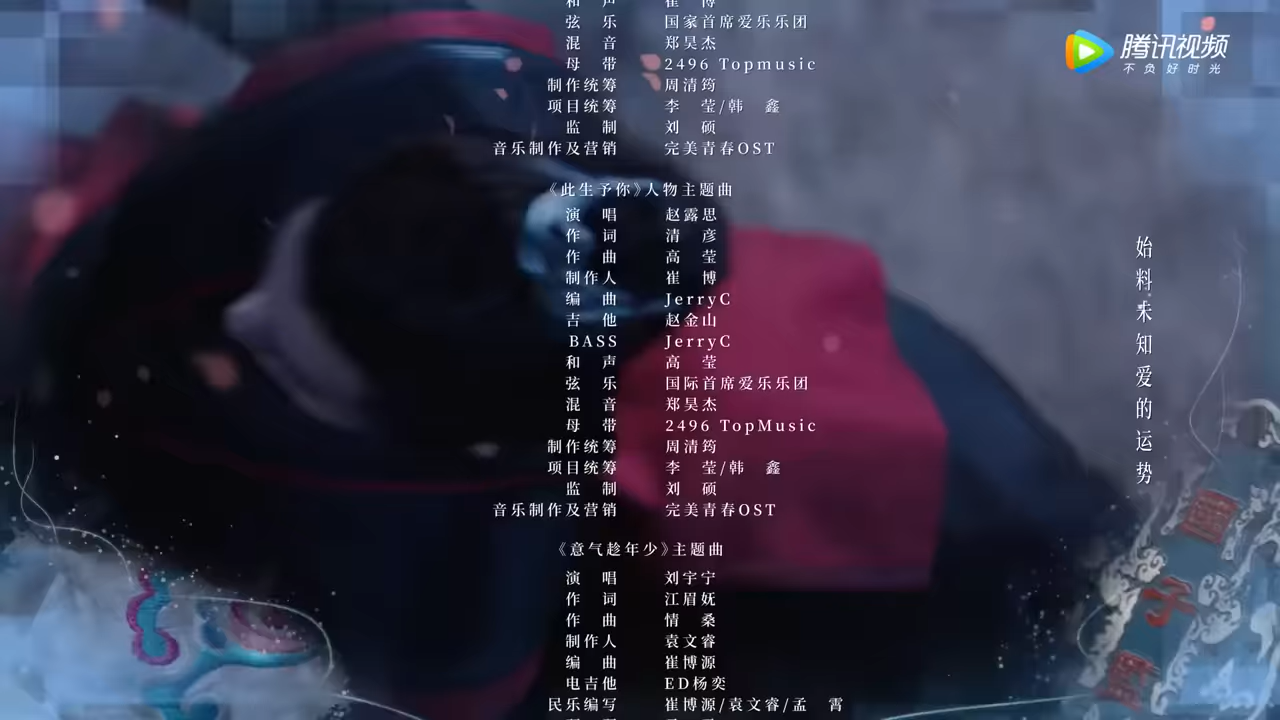 和 声 崔 博
弦 乐 国家首席爱乐乐团
混 音 郑昊杰
母 带 2496 Topmusic
制作统筹 周清筠
项目统筹 李 莹/韩 鑫
监 制 刘 硕
音乐制作及营销 完美青春OST
《此生予你》人物主题曲
演 唱 赵露思
作 词 清 彦
作 曲 高 莹
制作人 崔 博
编 曲 JerryC
吉 他 赵金山
BASS JerryC
和 声 高 莹
弦 乐 国际首席爱乐乐团
混 音 郑昊杰
母 带 2496 TopMusic
制作统筹 周清筠
项目统筹 李 莹/韩 鑫
监 制 刘 硕
音乐制作及营销 完美青春OST
《意气趁年少》主题曲
演 唱 刘宇宁
作 词 江眉妩
作 曲 情 桑
制作人 袁文睿
编 曲 崔博源
电吉他 ED杨奕
民乐编写 崔博源/袁文睿/孟 霄
腾讯视频
不负好时光
始料未知爱的运势
國子監